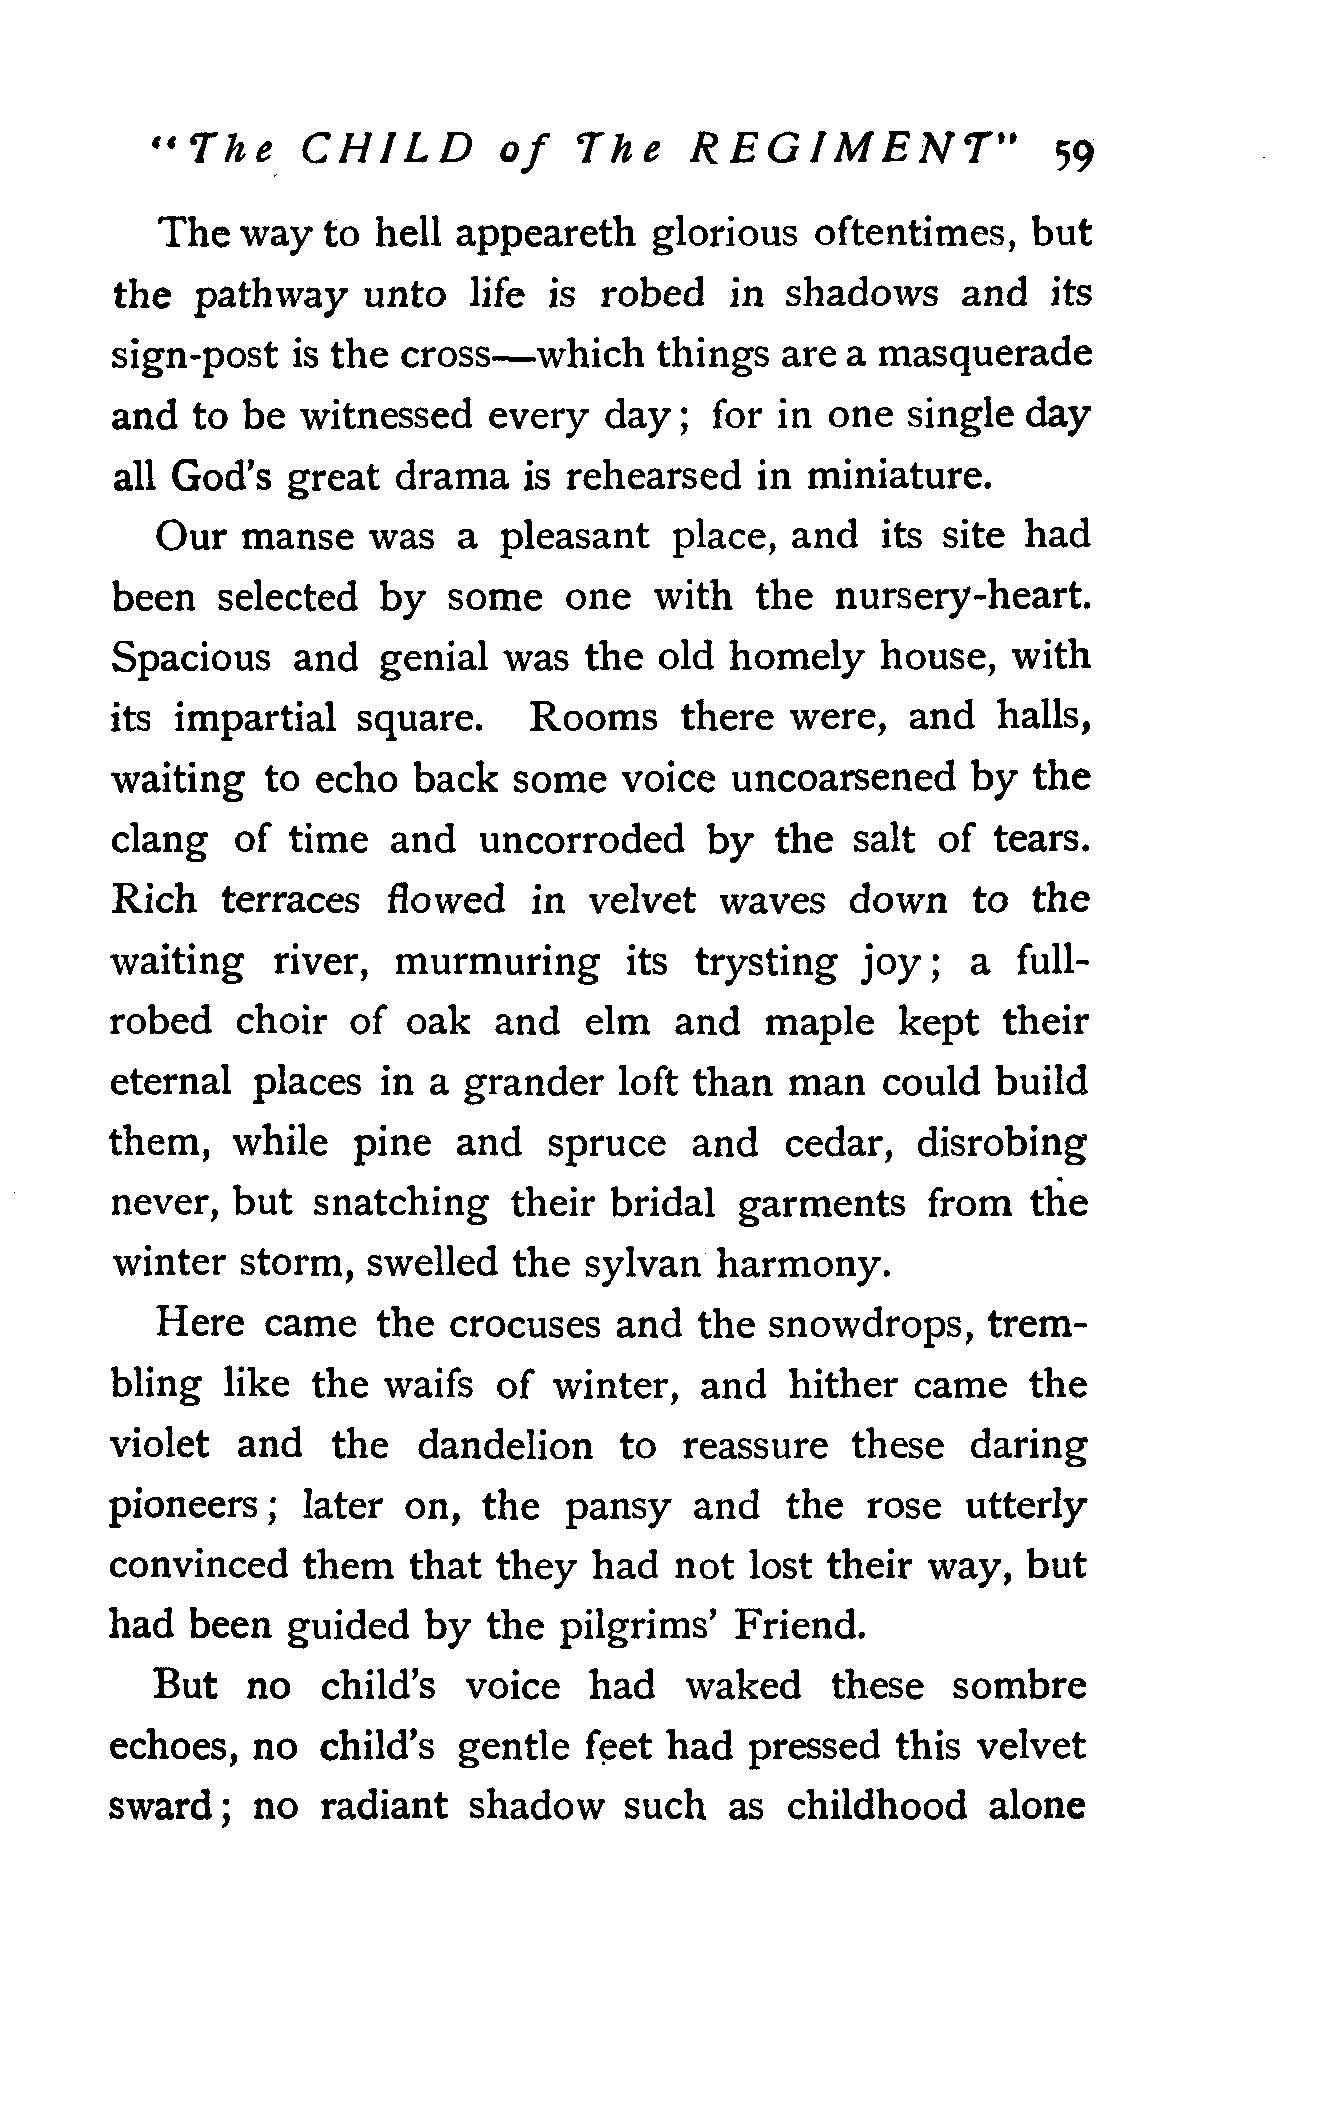 "The CHILD of The REGIMENT" 59
The way to hell appeareth glorious oftentimes, but
the pathway unto life is robed in shadows and its
sign-post is the cross—which things are a masquerade
and to be witnessed every day; for in one single day
all God's great drama is rehearsed in miniature.
Our manse was a pleasant place, and its site had
been selected by some one with the nursery-heart.
Spacious and genial was the old homely house, with
its impartial square. Rooms there were, and halls,
waiting to echo back some voice uncoarsened by the
clang of time and uncorroded by the salt of tears.
Rich terraces flowed in velvet waves down to the
waiting river, murmuring its trysting joy; a full-
robed choir of oak and elm and maple kept their
eternal places in a grander loft than man could build
them, while pine and spruce and cedar, disrobing
never, but snatching their bridal garments from the
winter storm, swelled the sylvan harmony.
Here came the crocuses and the snowdrops, trem-
bling like the waifs of winter, and hither came the
violet and the dandelion to reassure these daring
pioneers; later on, the pansy and the rose utterly
convinced them that they had not lost their way, but
had been guided by the pilgrims' Friend.
But no child's voice had waked these sombre
echoes, no child's gentle feet had pressed this velvet
sward; no radiant shadow such as childhood alone